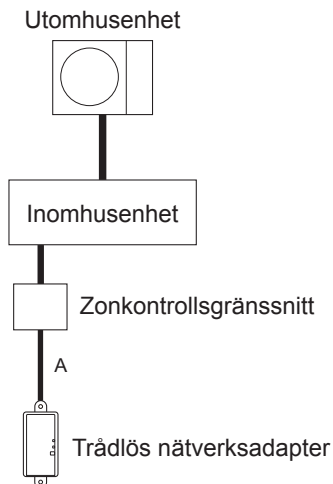 Utomhusenhet
Inomhusenhet
Zonkontrollsgränssnitt
A
Trådlös nätverksadapter